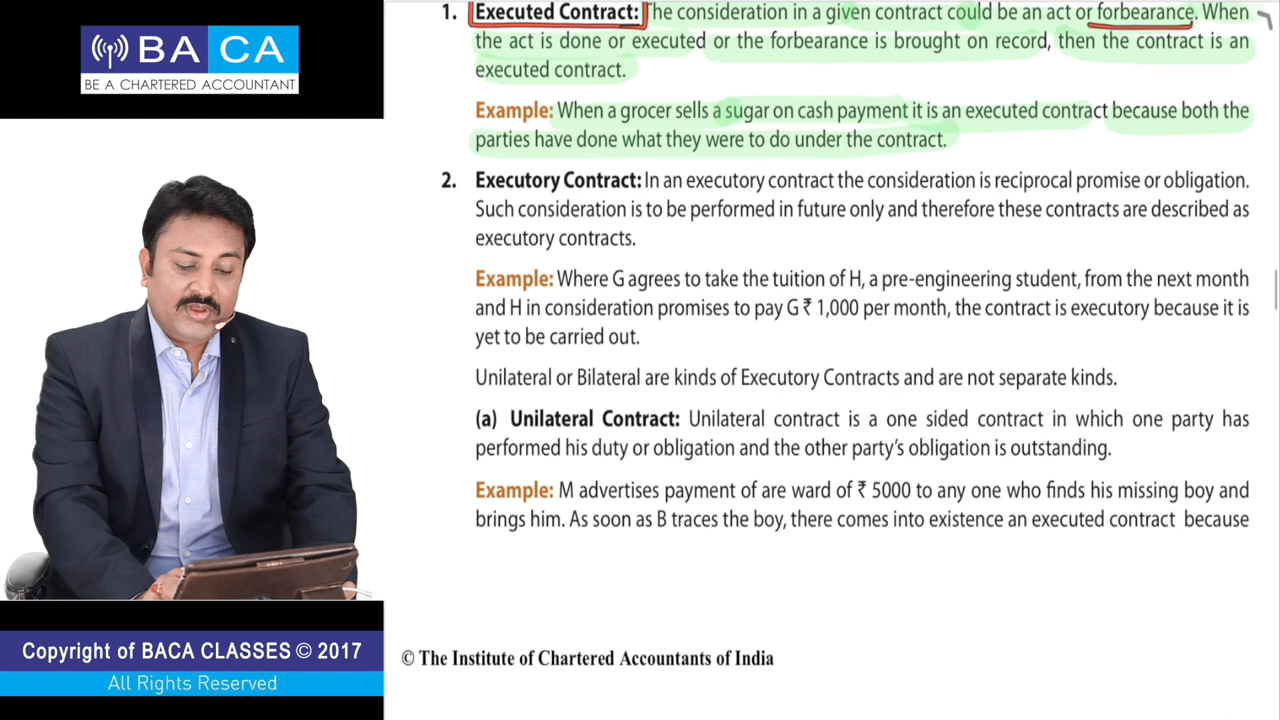 BA CA
BE A CHARTERED ACCOUNTANT
1. Executed Contract: The consideration in a given contract could be an act or forbearance. When
the act is done or executed or the forbearance is brought on record, then the contract is an
executed contract.
Example: When a grocer sells a sugar on cash payment it is an executed contract because both the
parties have done what they were to do under the contract.
2. Executory Contract: In an executory contract the consideration is reciprocal promise or obligation.
Such consideration is to be performed in future only and therefore these contracts are described as
executory contracts.
Example: Where G agrees to take the tuition of H, a pre-engineering student, from the next month
and H in consideration promises to pay G ₹ 1,000 per month, the contract is executory because it is
yet to be carried out.
Unilateral or Bilateral are kinds of Executory Contracts and are not separate kinds.
(a) Unilateral Contract: Unilateral contract is a one sided contract in which one party has
performed his duty or obligation and the other party's obligation is outstanding.
Example: M advertises payment of are ward of ₹ 5000 to any one who finds his missing boy and
brings him. As soon as B traces the boy, there comes into existence an executed contract because
Copyright of BACA CLASSES © 2017
All Rights Reserved
© The Institute of Chartered Accountants of India